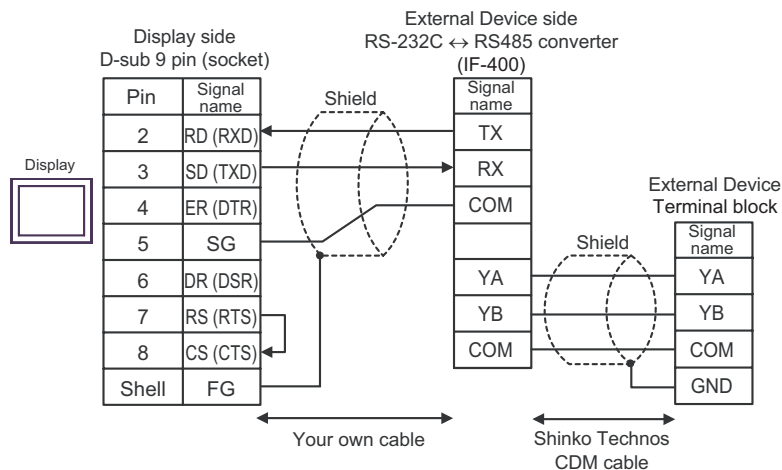 Display side
D-sub 9 pin (socket)
External Device side
RS-232C ↔ RS485 converter
(IF-400)
Pin
Signal
name
Shield
Signal
name
2
RD (RXD)
TX
3
SD (TXD)
RX
4
ER (DTR)
COM
5
SG
6
DR (DSR)
YA
7
RS (RTS)
YB
8
CS (CTS)
COM
Shell
FG
Display
External Device
Terminal block
Shield
Signal
name
YA
YB
COM
GND
Your own cable
Shinko Technos
CDM cable